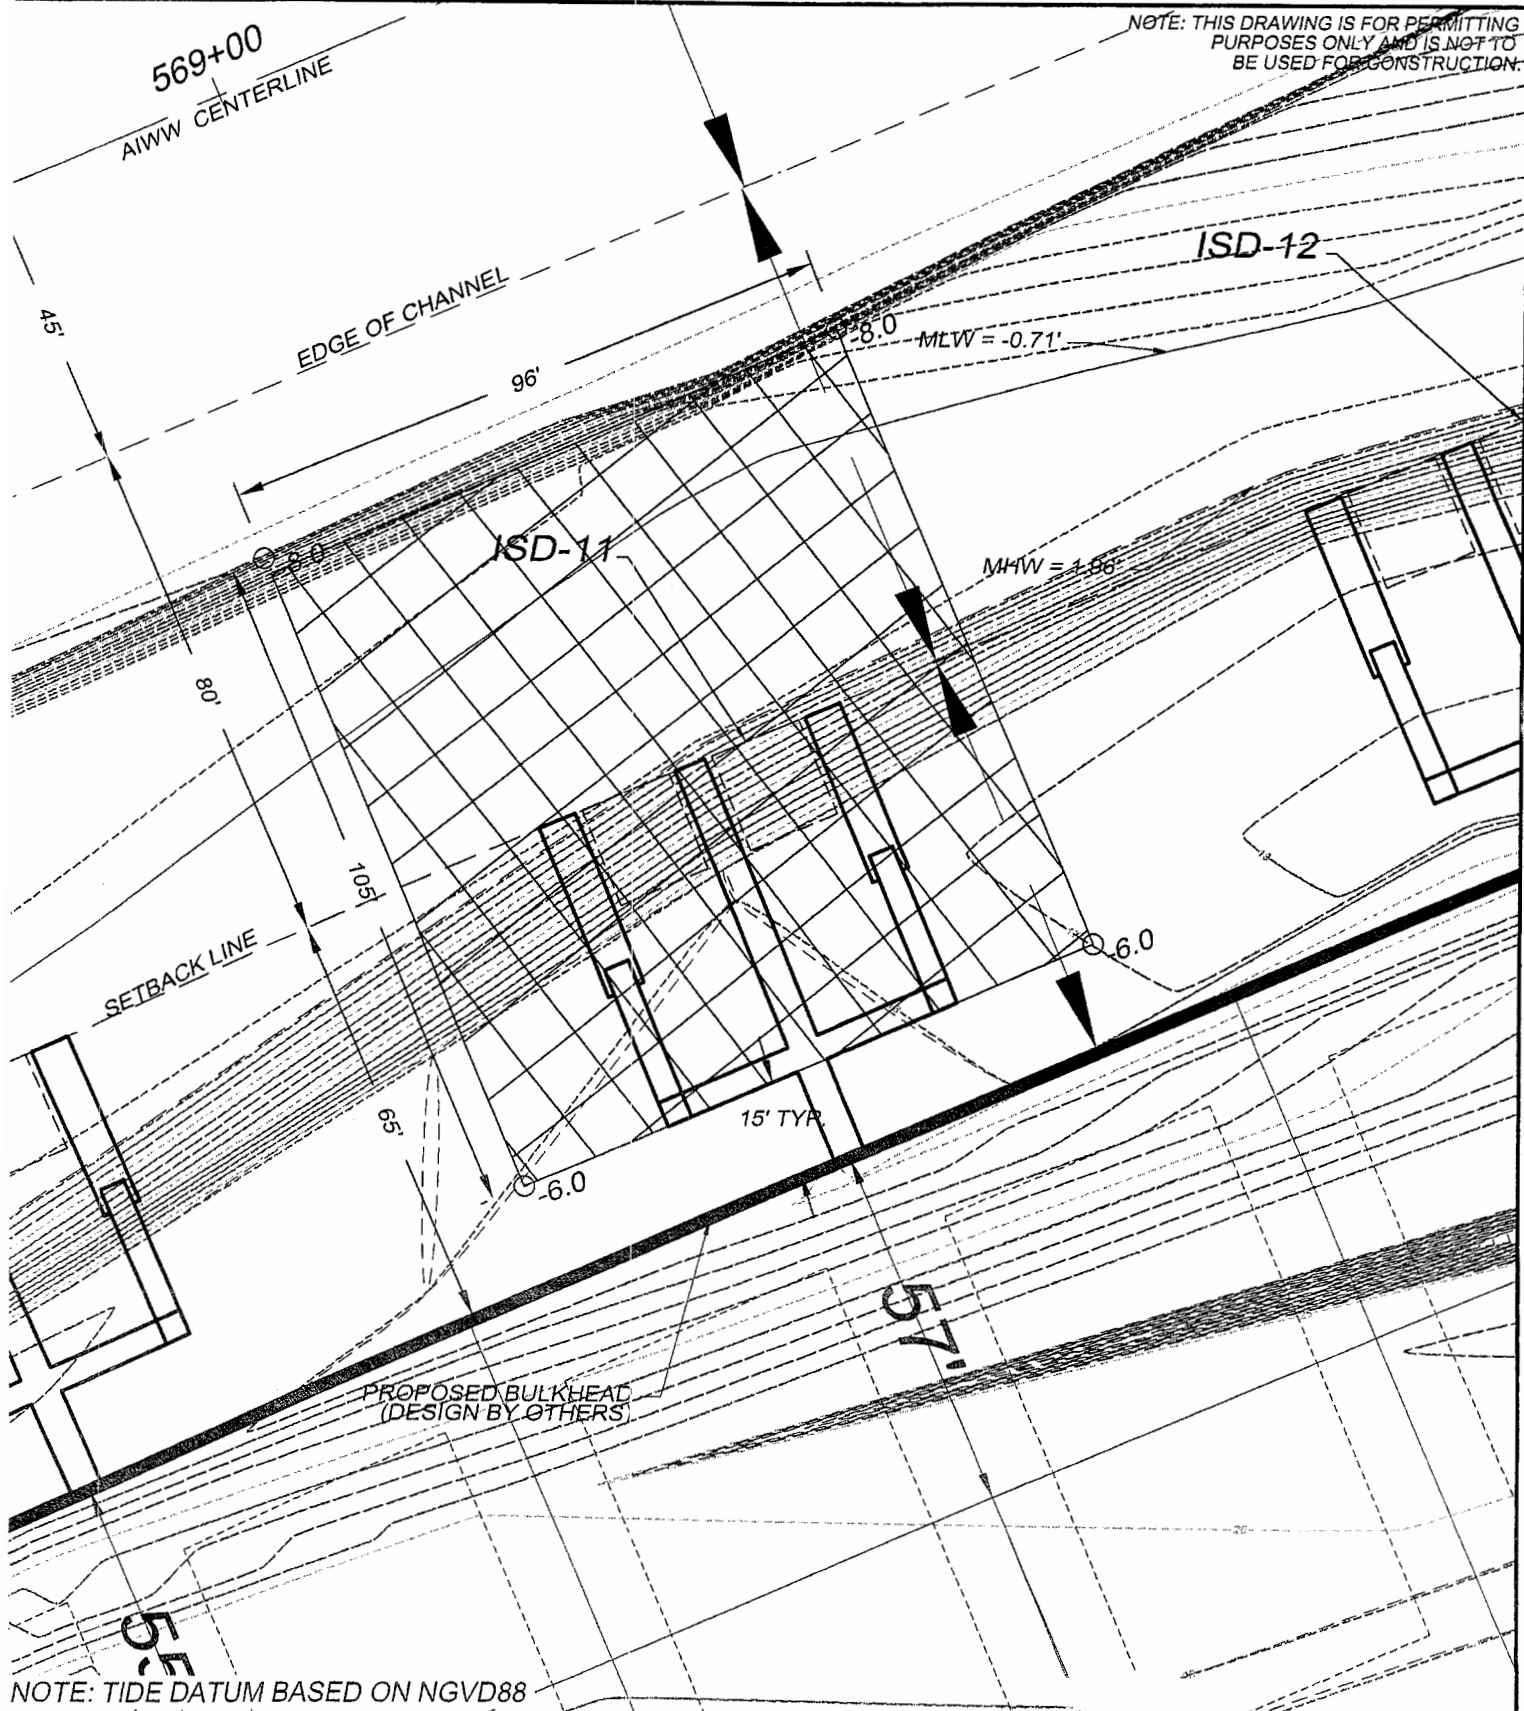 NOTE: THIS DRAWING IS FOR PERMITTING
PURPOSES ONLY AND IS NOT TO
BE USED FOR CONSTRUCTION.
569+00
AIWW CENTERLINE
45'
EDGE OF CHANNEL
96'
ISD-12
-8.0
MLW = -0.71'
-8.0
ISD-11
MHW = 1.96'
80'
105'
SETBACK LINE
-6.0
65'
15' TYP.
-6.0
57'
PROPOSED BULKHEAD
(DESIGN BY OTHERS)
20
55
NOTE: TIDE DATUM BASED ON NGVD88